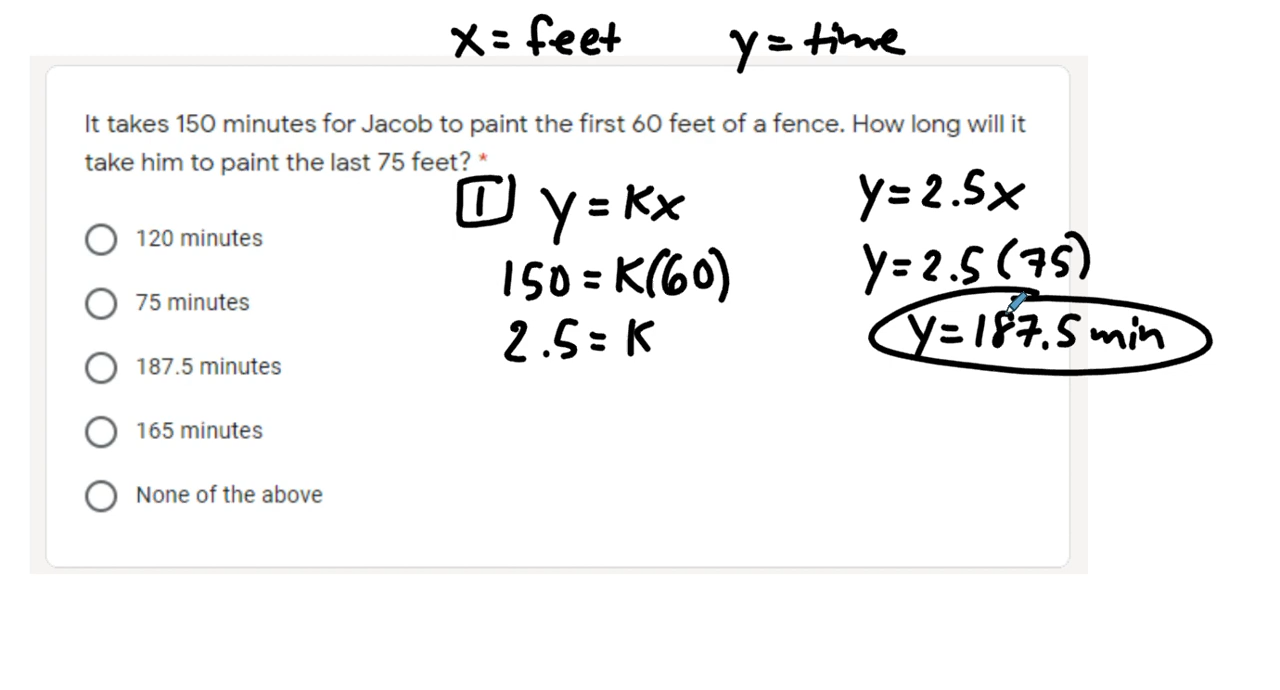 x = feet y = time
It takes 150 minutes for Jacob to paint the first 60 feet of a fence. How long will it
take him to paint the last 75 feet? *
1 y = Kx
150 = K(60)
2.5 = K
y = 2.5x
y = 2.5 (75)
y = 187.5 min
120 minutes
75 minutes
187.5 minutes
165 minutes
None of the above